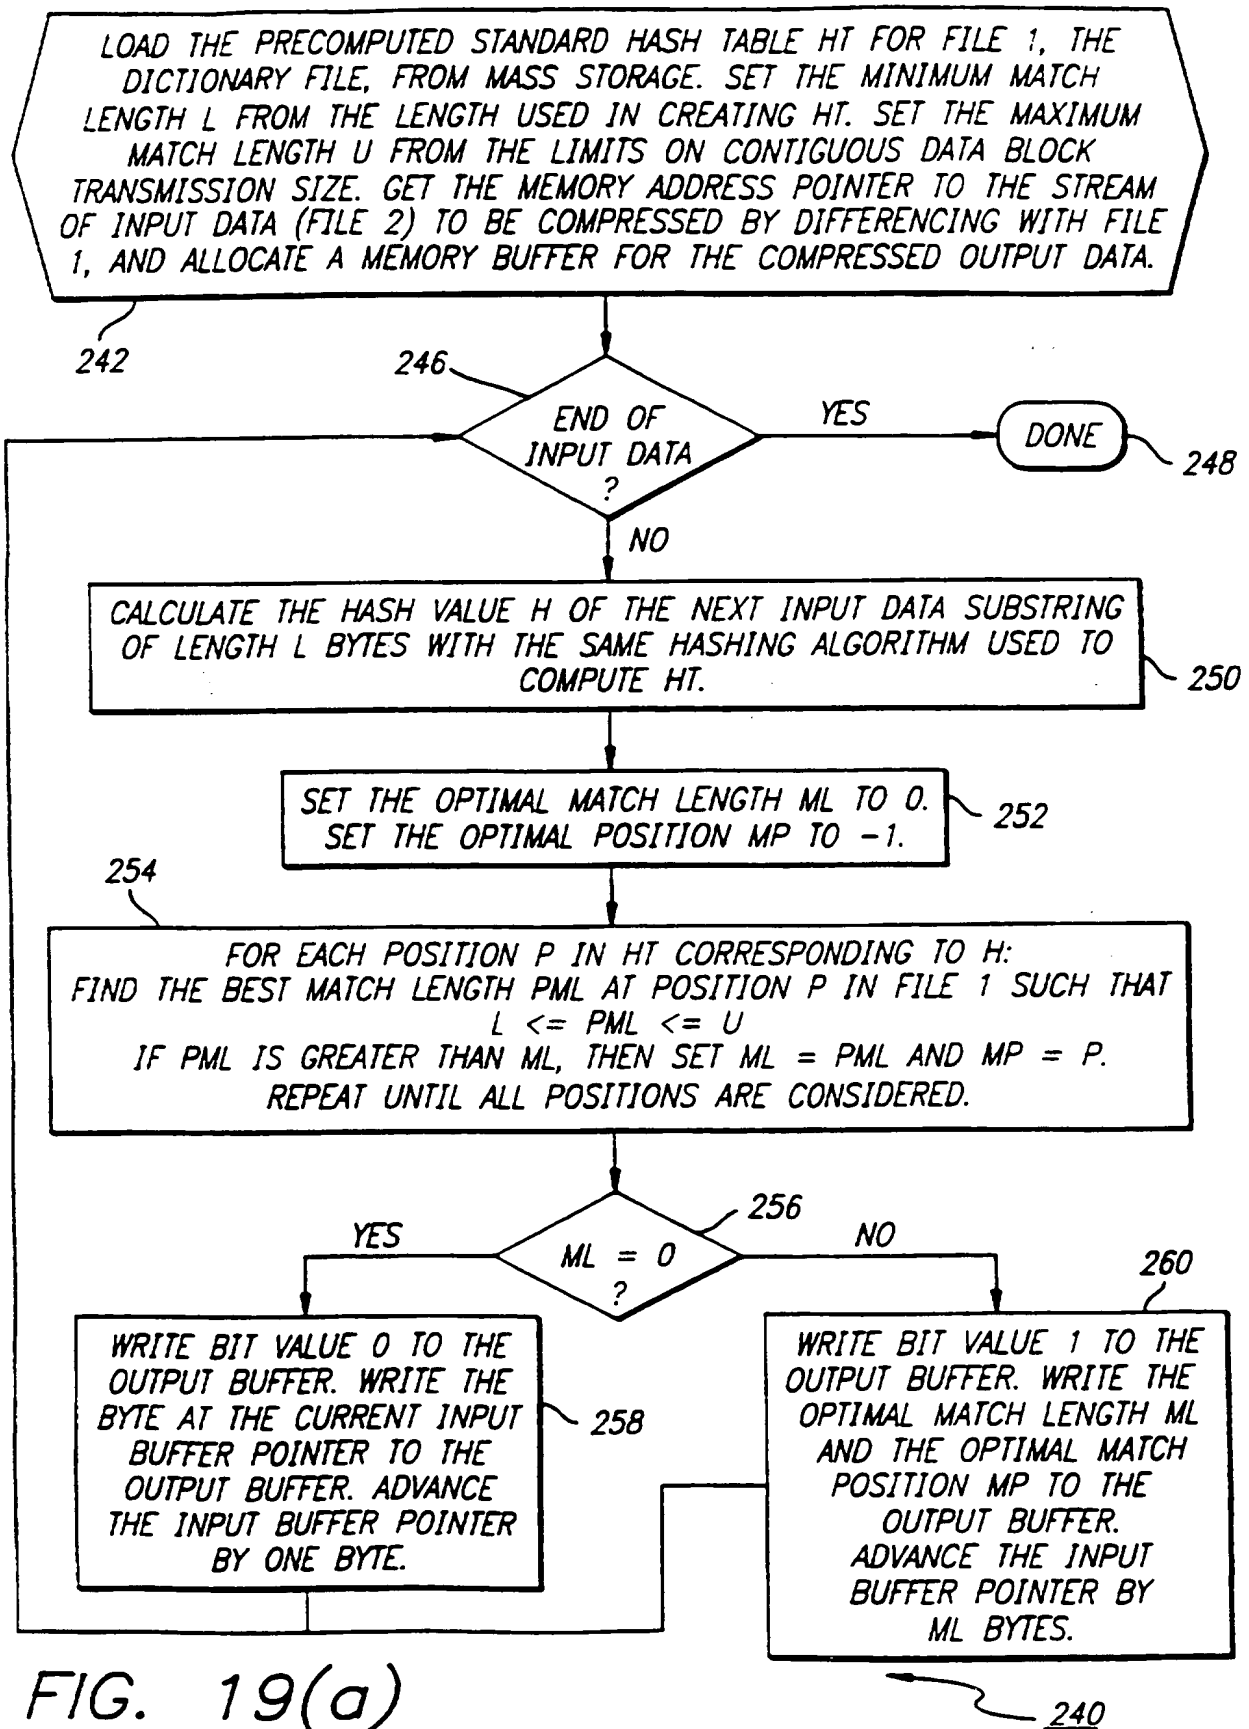 LOAD THE PRECOMPUTED STANDARD HASH TABLE HT FOR FILE 1, THE
DICTIONARY FILE, FROM MASS STORAGE. SET THE MINIMUM MATCH
LENGTH L FROM THE LENGTH USED IN CREATING HT. SET THE MAXIMUM
MATCH LENGTH U FROM THE LIMITS ON CONTIGUOUS DATA BLOCK
TRANSMISSION SIZE. GET THE MEMORY ADDRESS POINTER TO THE STREAM
OF INPUT DATA (FILE 2) TO BE COMPRESSED BY DIFFERENCING WITH FILE
1, AND ALLOCATE A MEMORY BUFFER FOR THE COMPRESSED OUTPUT DATA.
242
246
END OF
INPUT DATA
?
YES
DONE
248
NO
CALCULATE THE HASH VALUE H OF THE NEXT INPUT DATA SUBSTRING
OF LENGTH L BYTES WITH THE SAME HASHING ALGORITHM USED TO
COMPUTE HT.
250
SET THE OPTIMAL MATCH LENGTH ML TO 0.
SET THE OPTIMAL POSITION MP TO -1.
252
254
FOR EACH POSITION P IN HT CORRESPONDING TO H:
FIND THE BEST MATCH LENGTH PML AT POSITION P IN FILE 1 SUCH THAT
L <= PML <= U
IF PML IS GREATER THAN ML, THEN SET ML = PML AND MP = P.
REPEAT UNTIL ALL POSITIONS ARE CONSIDERED.
256
YES
ML = 0
?
NO
WRITE BIT VALUE 0 TO THE
OUTPUT BUFFER. WRITE THE
BYTE AT THE CURRENT INPUT
BUFFER POINTER TO THE
OUTPUT BUFFER. ADVANCE
THE INPUT BUFFER POINTER
BY ONE BYTE.
258
260
WRITE BIT VALUE 1 TO THE
OUTPUT BUFFER. WRITE THE
OPTIMAL MATCH LENGTH ML
AND THE OPTIMAL MATCH
POSITION MP TO THE
OUTPUT BUFFER.
ADVANCE THE INPUT
BUFFER POINTER BY
ML BYTES.
FIG. 19(a)
240